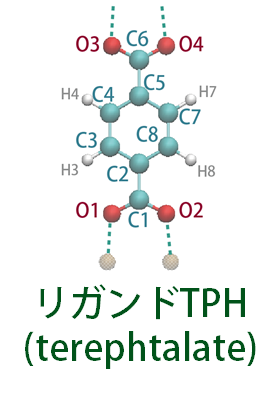 O3 C6 O4
C5
H4 C4 C7 H7
C3 C8
H3 C2 H8
O1 C1 O2
リガンドTPH
(terephtalate)